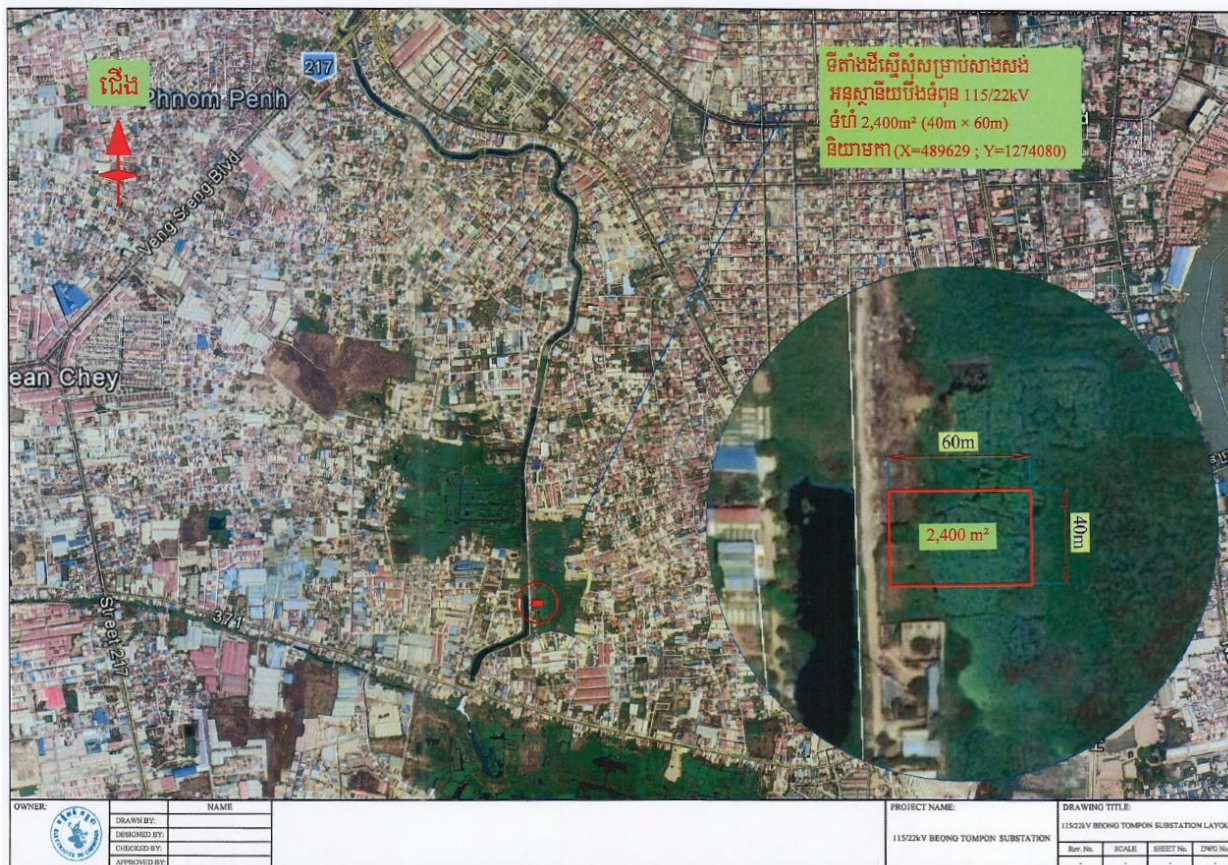 217
ជើង
Phnom Penh
ទីតាំងដីស្នើសុំសម្រាប់សាងសង់
អនុស្ថានីយបឹងទំពុន 115/22kV
ទំហំ 2,400m² (40m × 60m)
និយាមកា (X=489629 ; Y=1274080)
Veng Sreng Blvd
ean Chey
60m
2,400 m²
40m
Street 217
371
OWNER:
NAME
DRAWN BY:
DESIGNED BY:
CHECKED BY:
APPROVED BY:
PROJECT NAME:
115/22kV BEONG TOMPON SUBSTATION
DRAWING TITLE:
115/22kV BEONG TOMPON SUBSTATION LAYOU
Rev. No.
SCALE
SHEET No.
DWG No